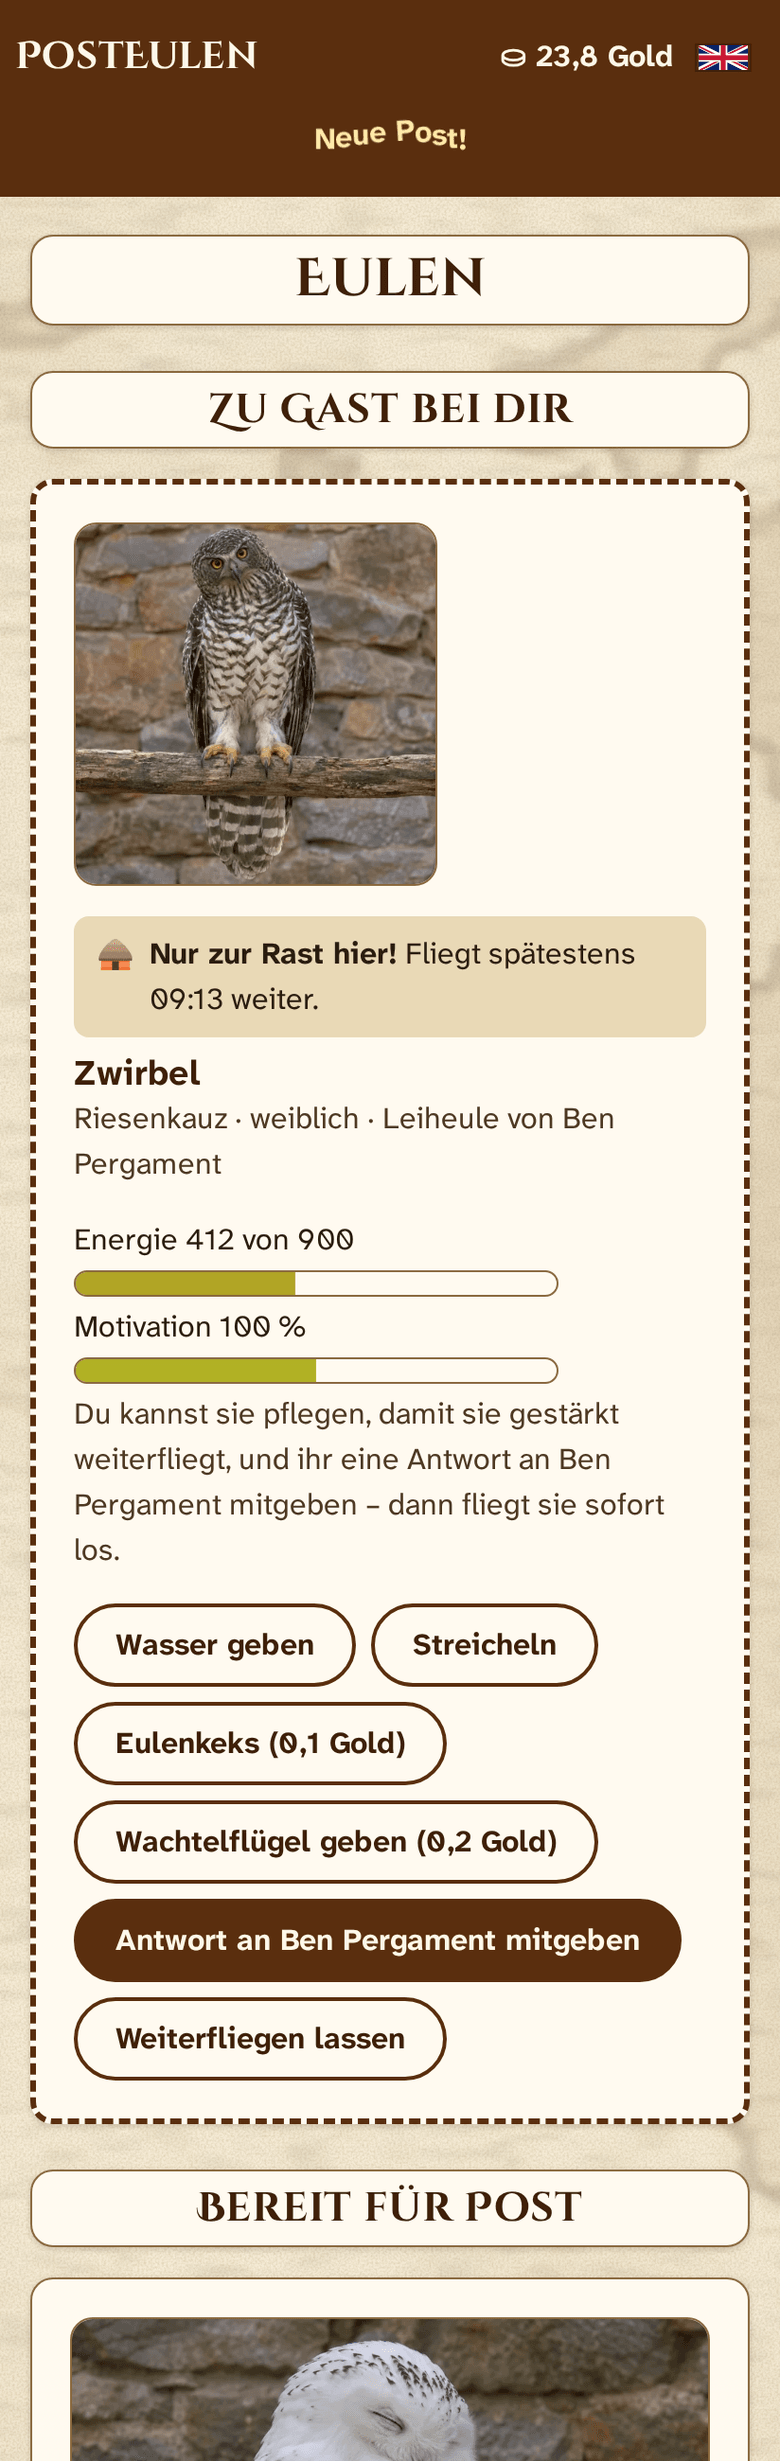 PostEulen
23,8 Gold
Neue Post!
Eulen
Zu Gast bei dir
Nur zur Rast hier! Fliegt spätestens
09:13 weiter.
Zwirbel
Riesenkauz · weiblich · Leiheule von Ben
Pergament
Energie 412 von 900
Motivation 100 %
Du kannst sie pflegen, damit sie gestärkt
weiterfliegt, und ihr eine Antwort an Ben
Pergament mitgeben – dann fliegt sie sofort
los.
Wasser geben
Streicheln
Eulenkeks (0,1 Gold)
Wachtelflügel geben (0,2 Gold)
Antwort an Ben Pergament mitgeben
Weiterfliegen lassen
Bereit für Post